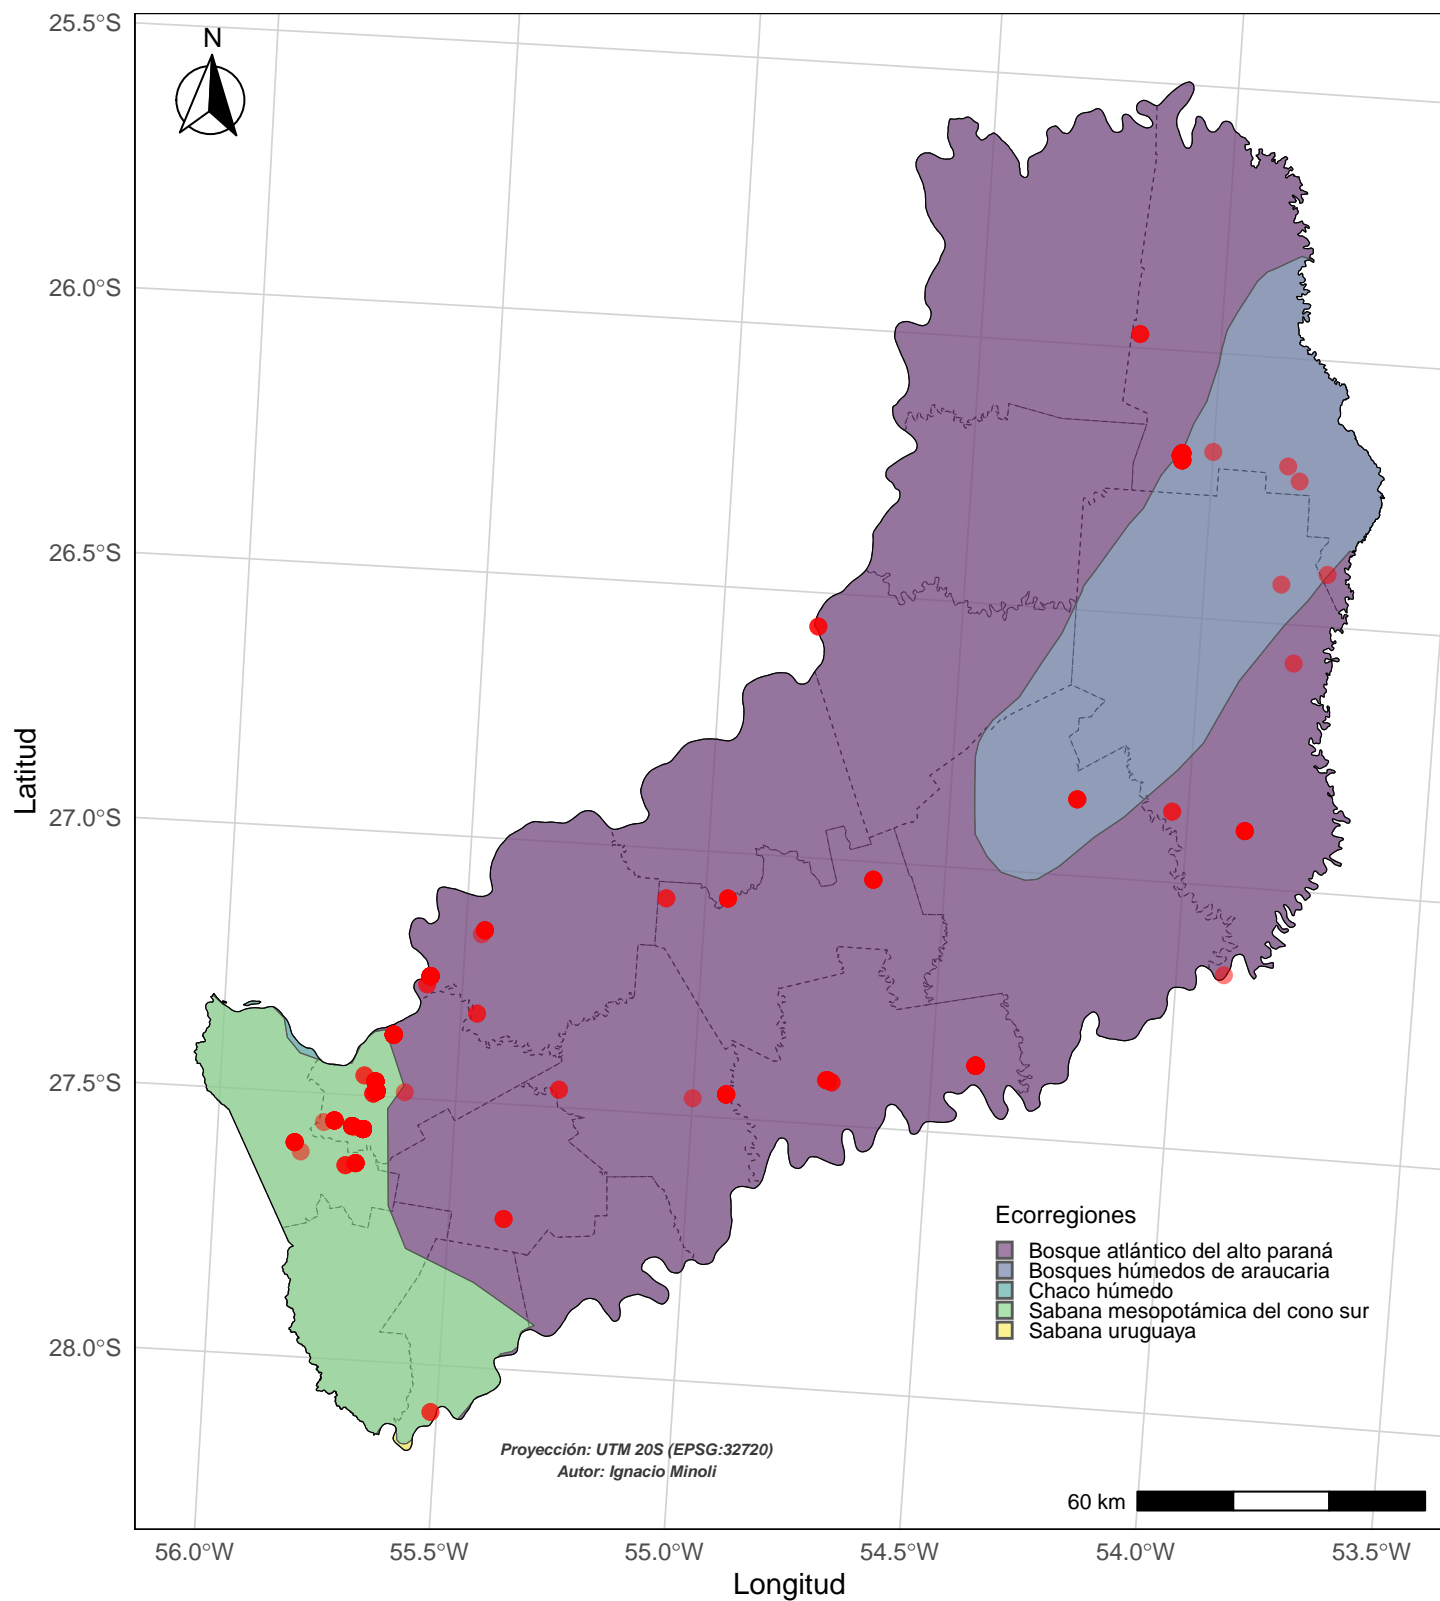 25.5°S
N
26.0°S
26.5°S
Latitud
27.0°S
27.5°S
Ecorregiones
Bosque atlántico del alto paraná
Bosques húmedos de araucaria
Chaco húmedo
Sabana mesopotámica del cono sur
Sabana uruguaya
28.0°S
Proyección: UTM 20S (EPSG:32720)
Autor: Ignacio Minoli
60 km
56.0°W
55.5°W
55.0°W
54.5°W
54.0°W
53.5°W
Longitud